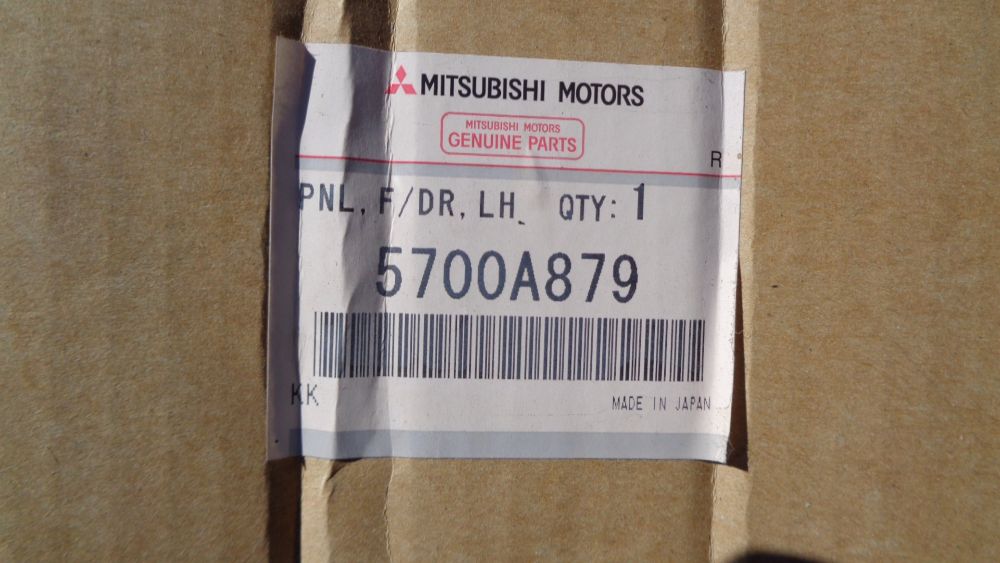 MITSUBISHI MOTORS
MITSUBISHI MOTORS
GENUINE PARTS
R
PNL, F/DR, LH QTY: 1
5700A879
KK
MADE IN JAPAN